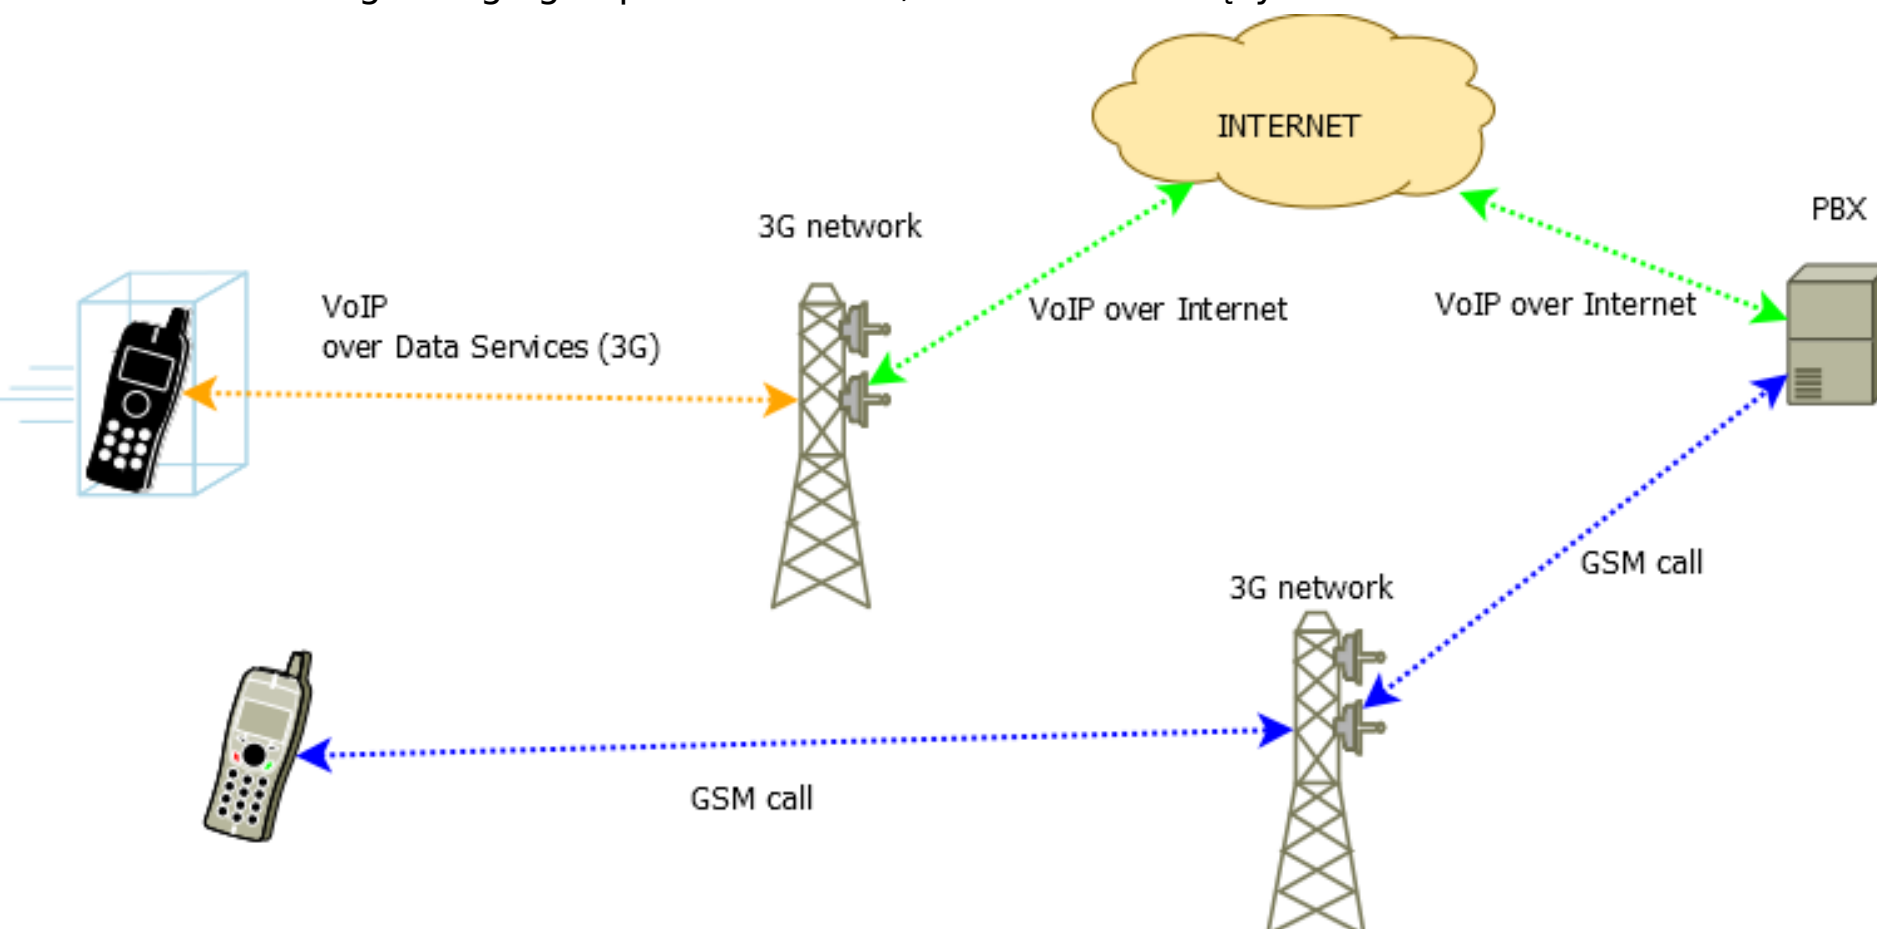 INTERNET
PBX
3G network
VoIP
over Data Services (3G)
VoIP over Internet
VoIP over Internet
GSM call
3G network
GSM call